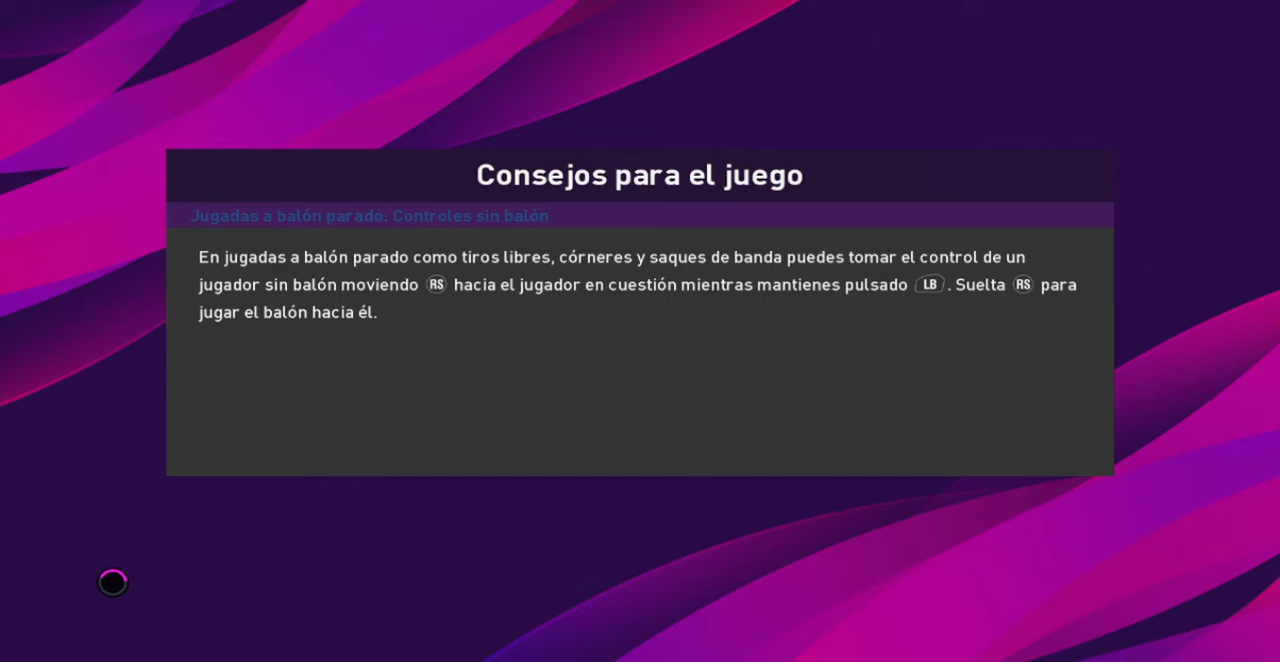 Consejos para el juego
Jugadas a balón parado: Controles sin balón
En jugadas a balón parado como tiros libres, córneres y saques de banda puedes tomar el control de un
jugador sin balón moviendo RS hacia el jugador en cuestión mientras mantienes pulsado LB. Suelta RS para
jugar el balón hacia él.